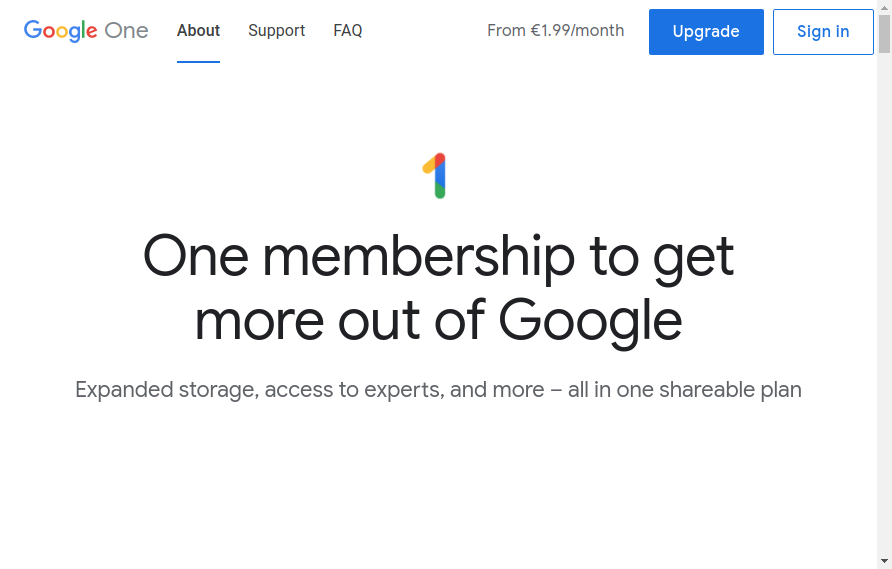 Google One About Support FAQ From €1.99/month Upgrade Sign in
One membership to get
more out of Google
Expanded storage, access to experts, and more – all in one shareable plan